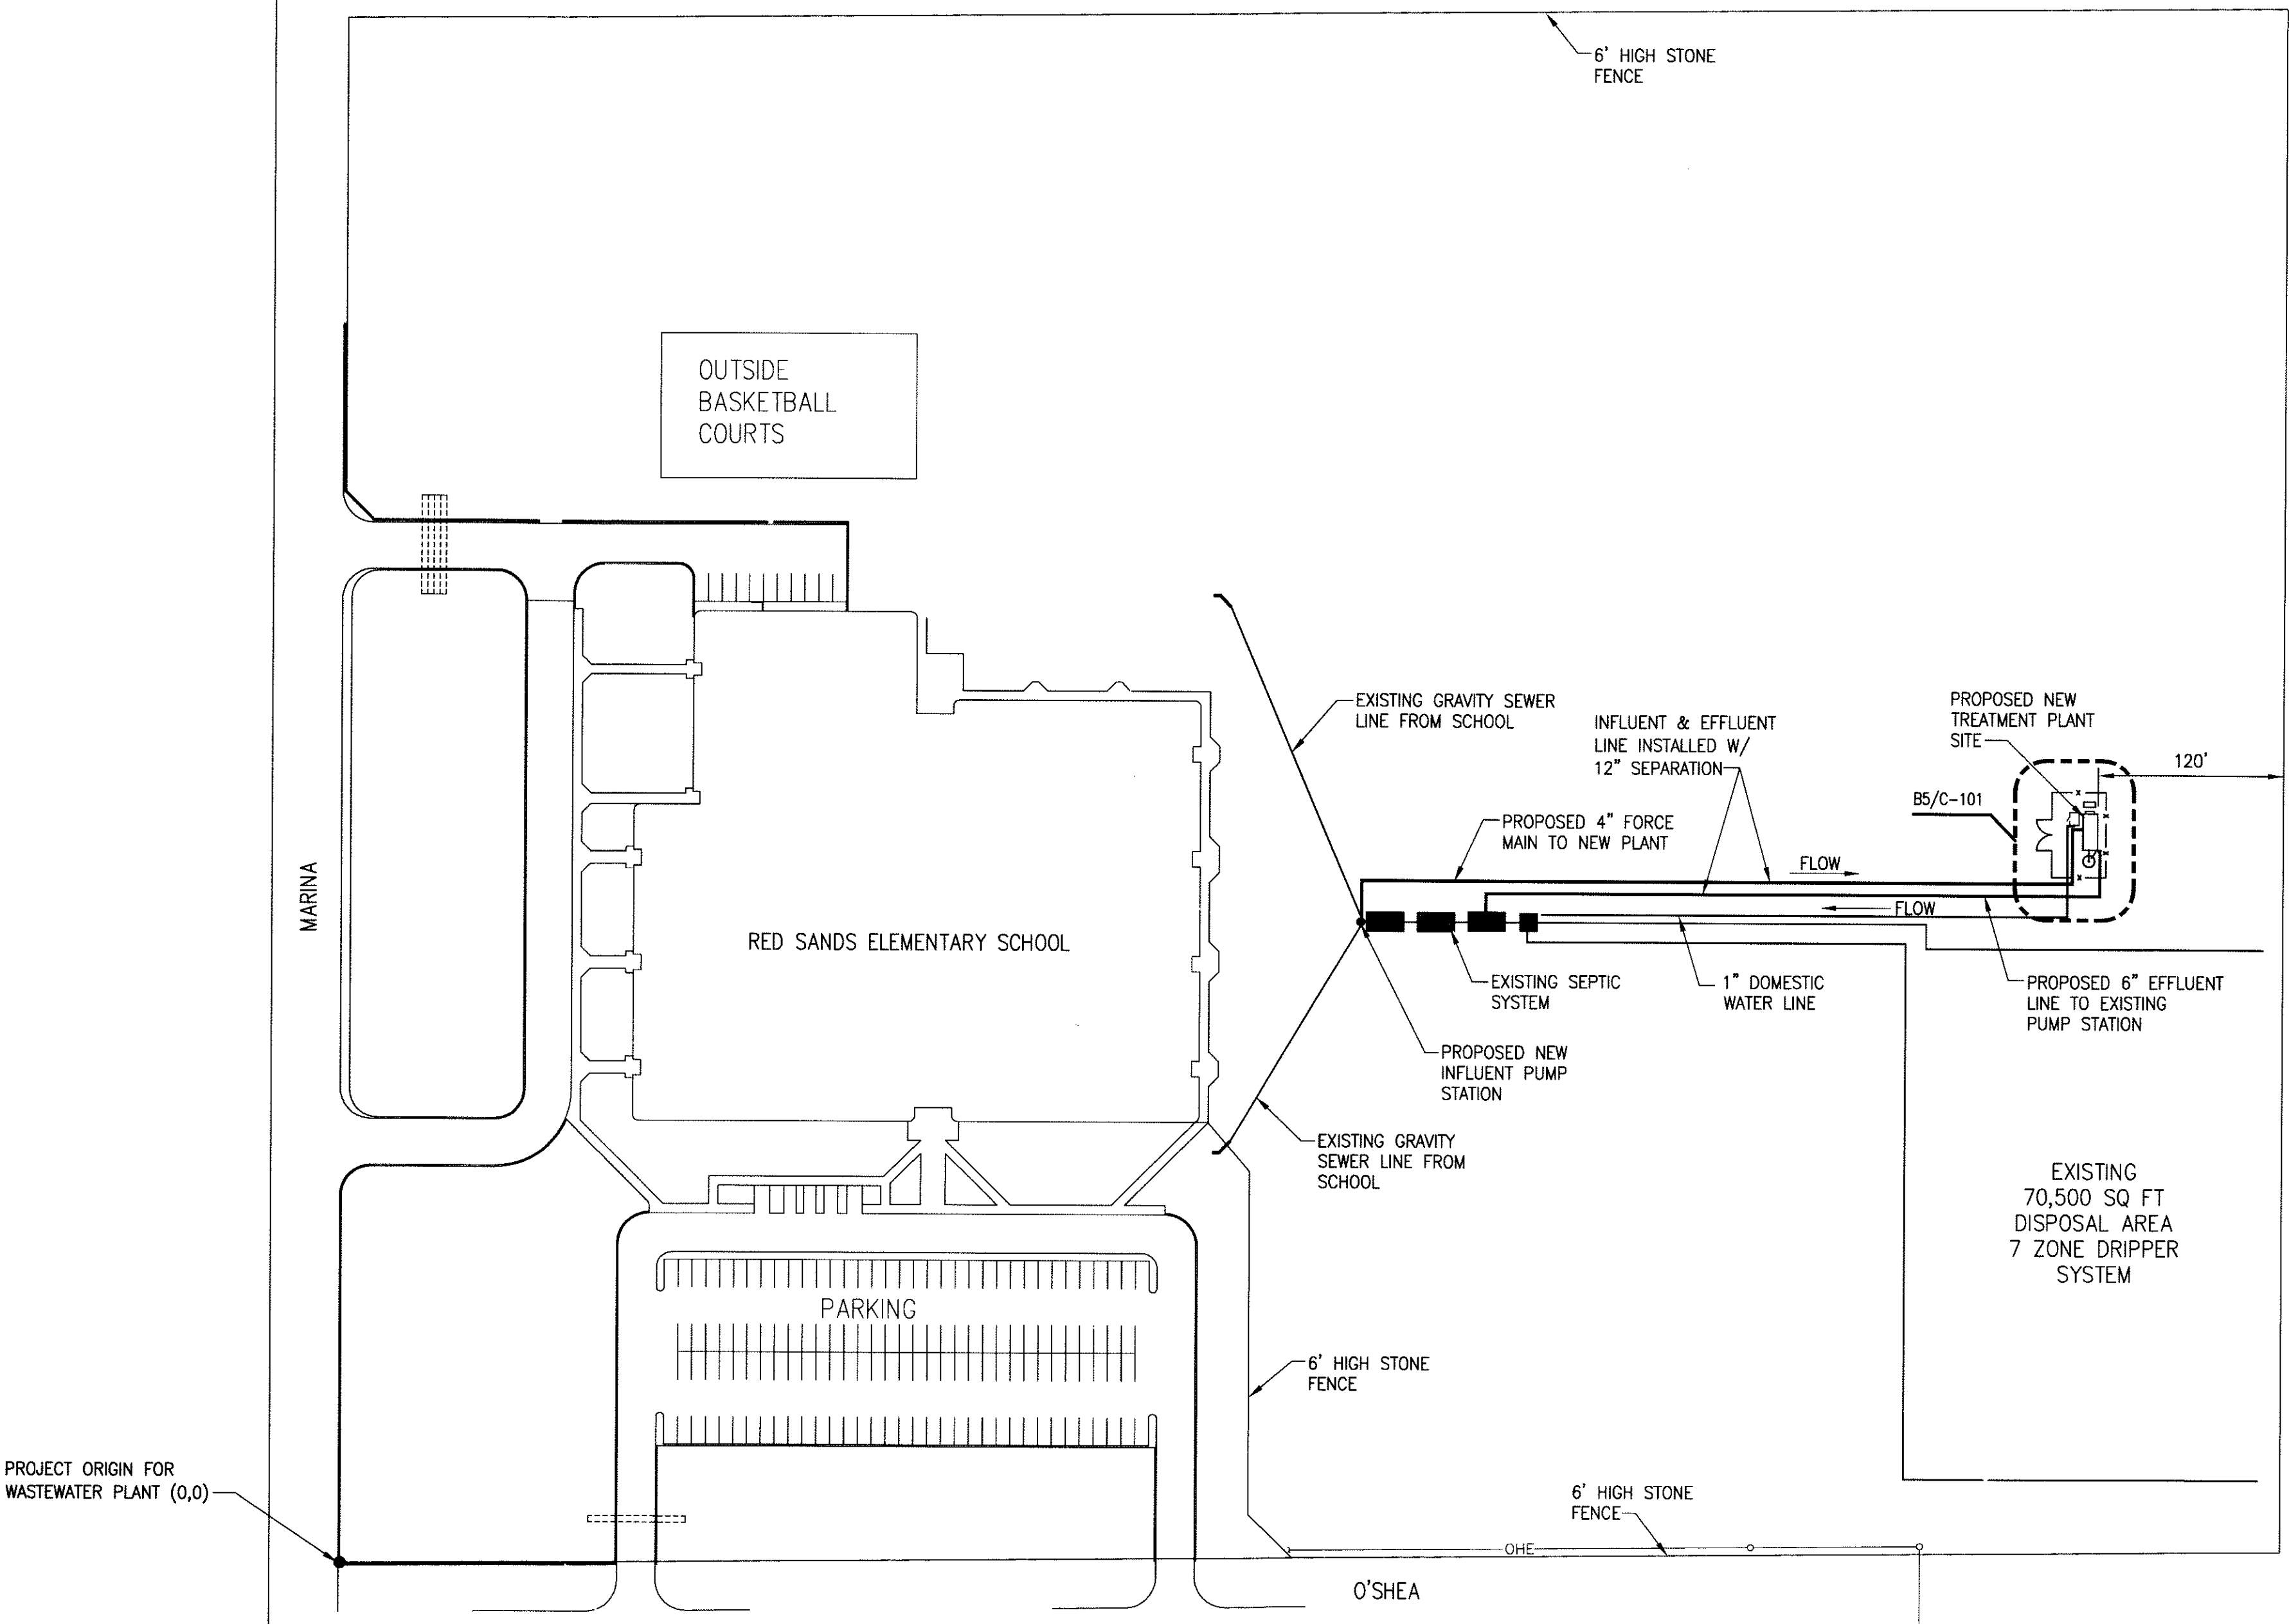 6' HIGH STONE
FENCE
OUTSIDE
BASKETBALL
COURTS
EXISTING GRAVITY SEWER
LINE FROM SCHOOL
INFLUENT & EFFLUENT
LINE INSTALLED W/
12" SEPARATION
PROPOSED NEW
TREATMENT PLANT
SITE
120'
B5/C-101
PROPOSED 4" FORCE
MAIN TO NEW PLANT
FLOW
FLOW
MARINA
RED SANDS ELEMENTARY SCHOOL
EXISTING SEPTIC
SYSTEM
1" DOMESTIC
WATER LINE
PROPOSED 6" EFFLUENT
LINE TO EXISTING
PUMP STATION
PROPOSED NEW
INFLUENT PUMP
STATION
EXISTING GRAVITY
SEWER LINE FROM
SCHOOL
EXISTING
70,500 SQ FT
DISPOSAL AREA
7 ZONE DRIPPER
SYSTEM
PARKING
6' HIGH STONE
FENCE
PROJECT ORIGIN FOR
WASTEWATER PLANT (0,0)
6' HIGH STONE
FENCE
OHE
O'SHEA